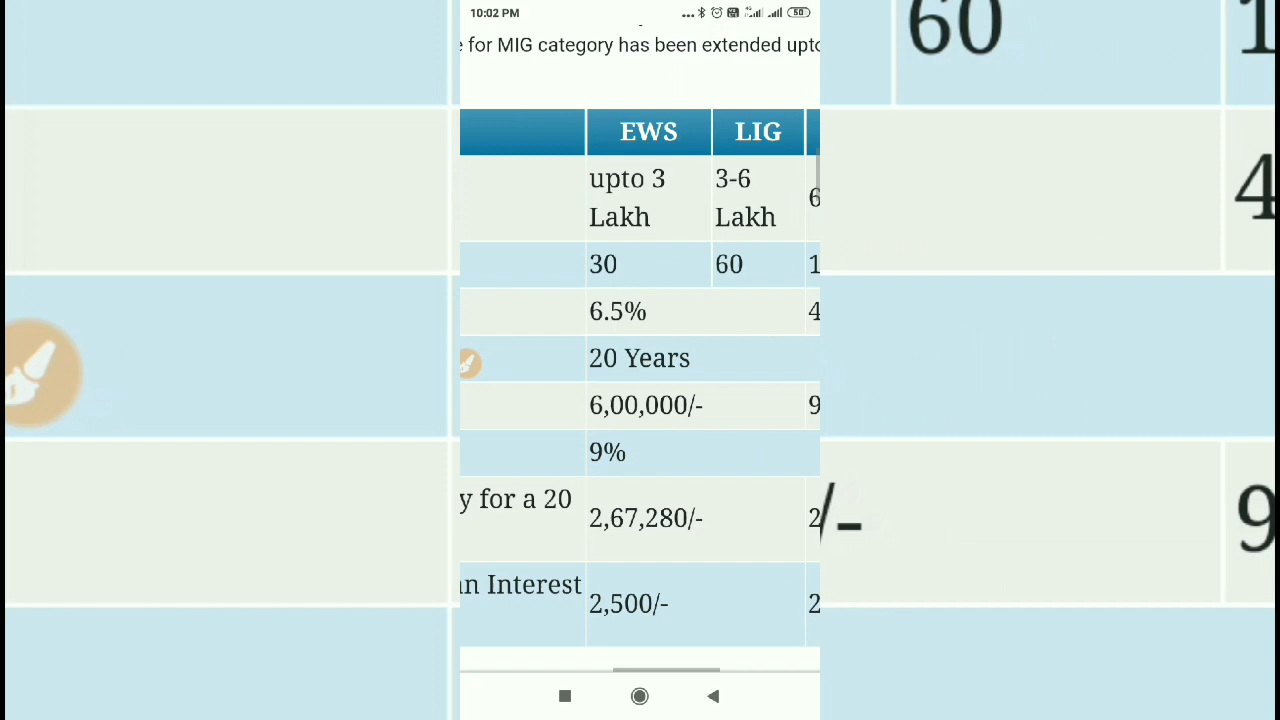 10:02 PM
for MIG category has been extended upto
EWS LIG
upto 3 3-6
Lakh Lakh 6
30 60 1
6.5% 4
20 Years
6,00,000/- 9
9%
y for a 20
2,67,280/- 2
an Interest
2,500/- 2
60 1
4
/- 9